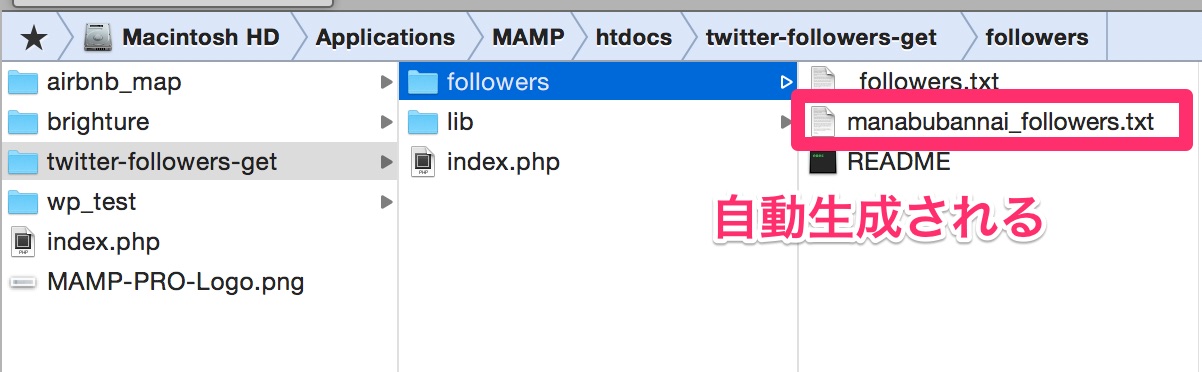 Macintosh HD Applications MAMP htdocs twitter-followers-get followers
airbnb_map
brighture
twitter-followers-get
wp_test
index.php
MAMP-PRO-Logo.png
followers
lib
index.php
_followers.txt
manabubannai_followers.txt
README
自動生成される